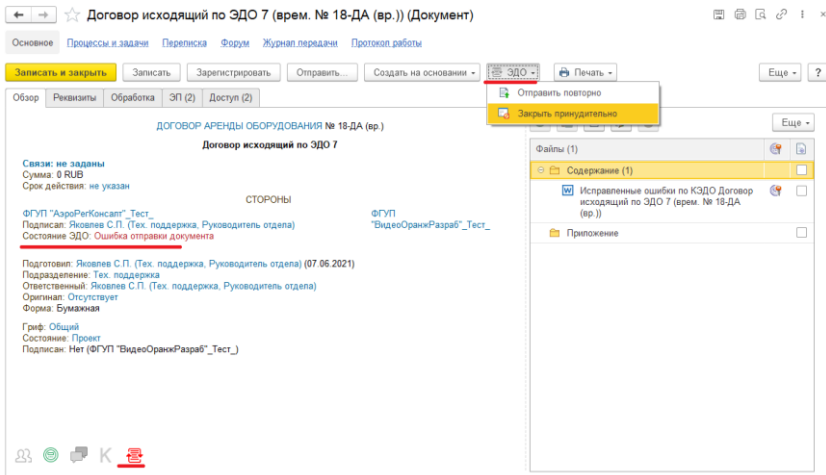 Договор исходящий по ЭДО 7 (врем. № 18-ДА (вр.)) (Документ)
Основное Процессы и задачи Переписка Форум Журнал передачи Протокол работы
Записать и закрыть Записать Зарегистрировать Отправить... Создать на основании ЭДО Печать Еще ?
Отправить повторно
Закрыть принудительно
Обзор Реквизиты Обработка ЭП (2) Доступ (2)
Еще
ДОГОВОР АРЕНДЫ ОБОРУДОВАНИЯ № 18-ДА (вр.)
Договор исходящий по ЭДО 7
Связи: не заданы
Сумма: 0 RUB
Срок действия: не указан
СТОРОНЫ
ФГУП "АэроРегКонсалт"_Тест_
Подписал: Яковлев С.П. (Тех. поддержка, Руководитель отдела)
Состояние ЭДО: Ошибка отправки документа
ФГУП
"ВидеоОранжРазраб"_Тест_
Подготовил: Яковлев С.П. (Тех. поддержка, Руководитель отдела) (07.06.2021)
Подразделение: Тех. поддержка
Ответственный: Яковлев С.П. (Тех. поддержка, Руководитель отдела)
Оригинал: Отсутствует
Форма: Бумажная
Гриф: Общий
Состояние: Проект
Подписан: Нет (ФГУП "ВидеоОранжРазраб"_Тест_)
К
Файлы (1)
Содержание (1)
Исправленные ошибки по КЭДО Договор
исходящий по ЭДО 7 (врем. № 18-ДА
(вр.))
Приложение